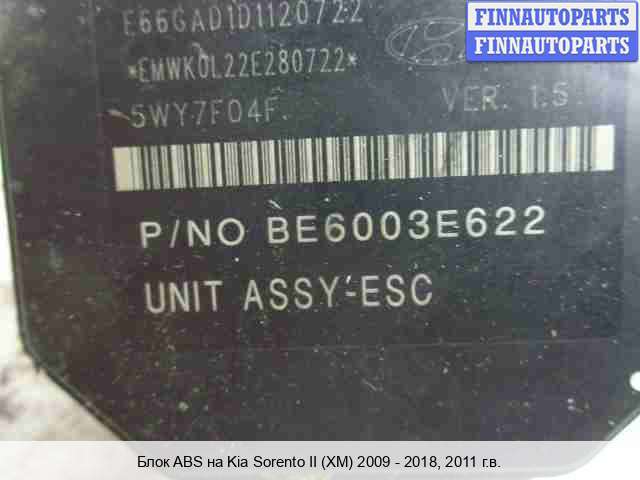 FINNAUTOPARTS
FINNAUTOPARTS
E66GAD1D1120722
*EMWK0L22E280722*
5WY7F04F VER. 1.5
P/NO BE6003E622
UNIT ASSY-ESC
Блок ABS на Kia Sorento II (XM) 2009 - 2018, 2011 г.в.